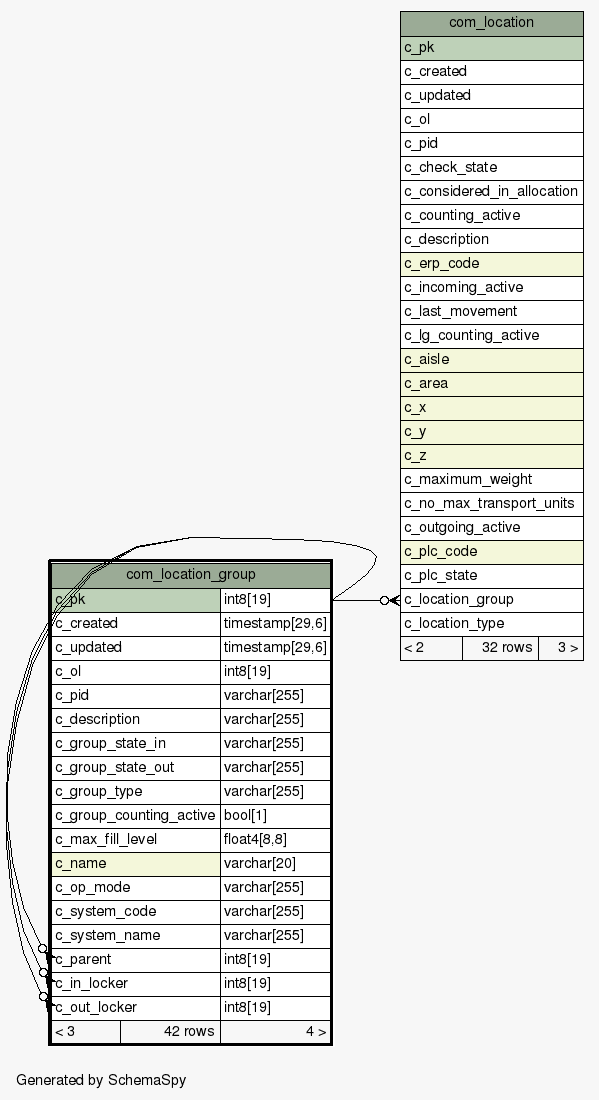 com_location
c_pk
c_created
c_updated
c_ol
c_pid
c_check_state
c_considered_in_allocation
c_counting_active
c_description
c_erp_code
c_incoming_active
c_last_movement
c_lg_counting_active
c_aisle
c_area
c_x
c_y
c_z
c_maximum_weight
c_no_max_transport_units
c_outgoing_active
c_plc_code
c_plc_state
c_location_group
c_location_type
< 2 32 rows 3 >
com_location_group
c_pk int8[19]
c_created timestamp[29,6]
c_updated timestamp[29,6]
c_ol int8[19]
c_pid varchar[255]
c_description varchar[255]
c_group_state_in varchar[255]
c_group_state_out varchar[255]
c_group_type varchar[255]
c_group_counting_active bool[1]
c_max_fill_level float4[8,8]
c_name varchar[20]
c_op_mode varchar[255]
c_system_code varchar[255]
c_system_name varchar[255]
c_parent int8[19]
c_in_locker int8[19]
c_out_locker int8[19]
< 3 42 rows 4 >
Generated by SchemaSpy